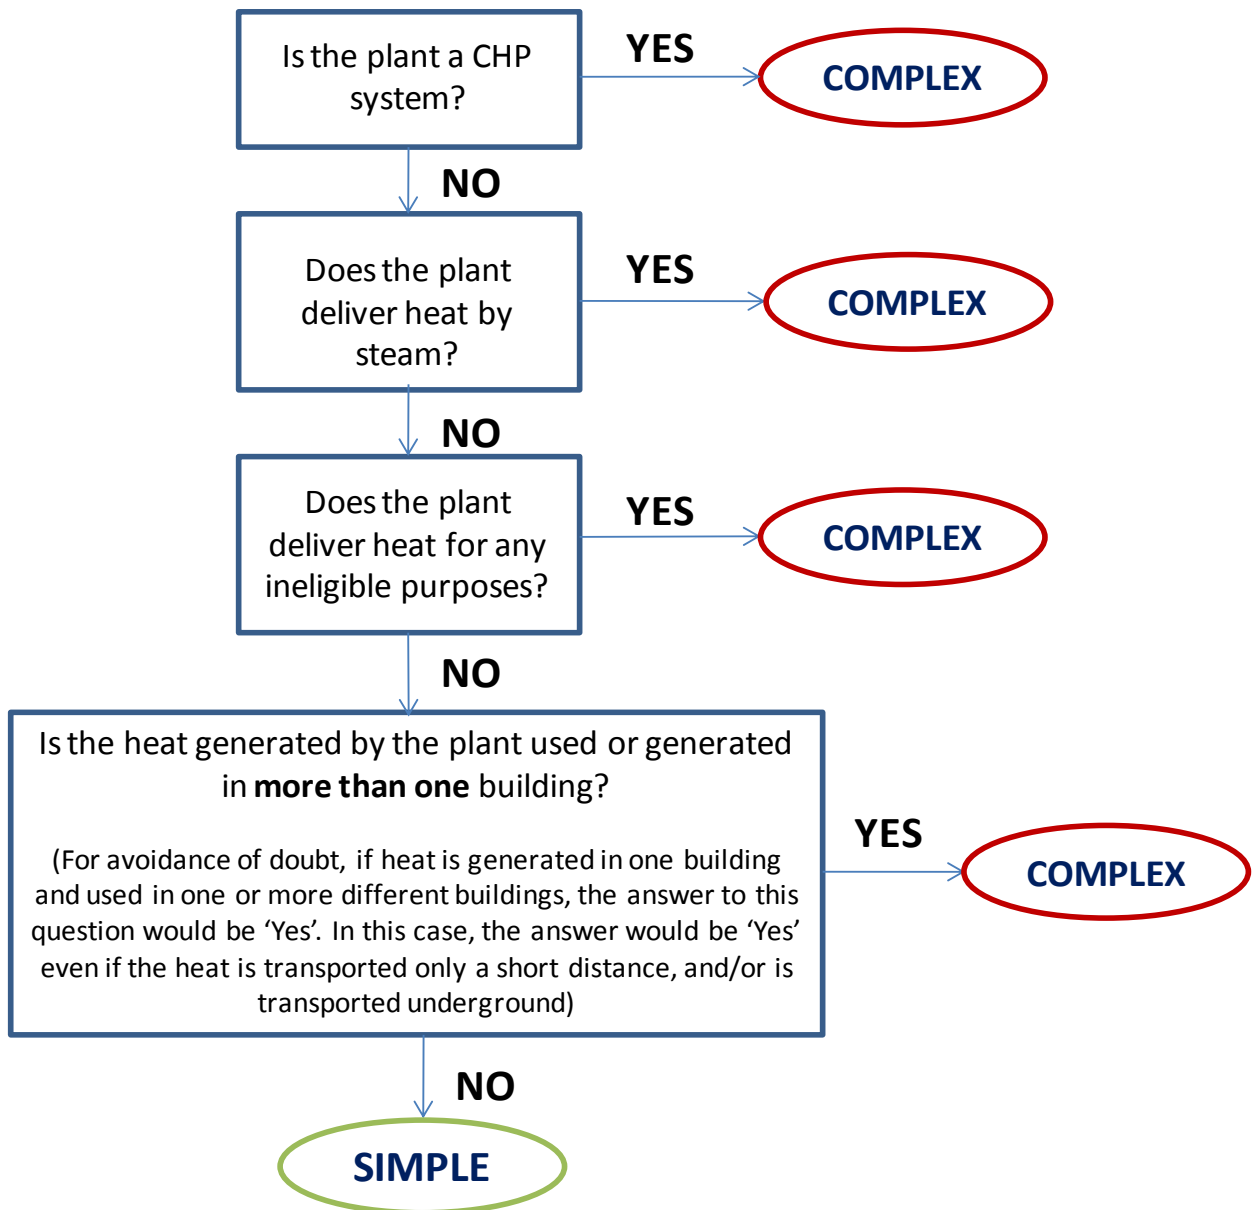 Is the plant a CHP
system?
YES
COMPLEX
NO
Does the plant
deliver heat by
steam?
YES
COMPLEX
NO
Does the plant
deliver heat for any
ineligible purposes?
YES
COMPLEX
NO
Is the heat generated by the plant used or generated
in more than one building?
(For avoidance of doubt, if heat is generated in one building
and used in one or more different buildings, the answer to this
question would be ‘Yes’. In this case, the answer would be ‘Yes’
even if the heat is transported only a short distance, and/or is
transported underground)
YES
COMPLEX
NO
SIMPLE